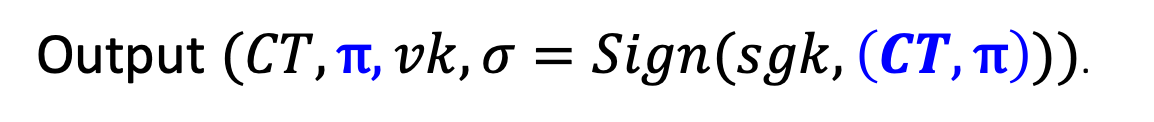 Output (CT, π, vk, σ = Sign(sgk, (CT, π))).